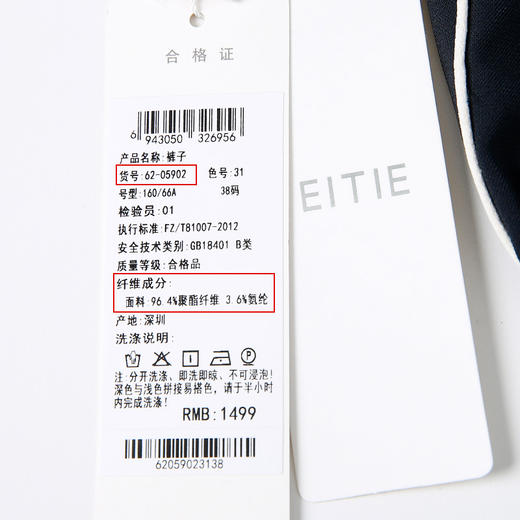 合格证
6 943050 326956
产品名称:裤子
货号:62-05902 色号:31
号型:160/66A 38码
检验员:01
执行标准:FZ/T81007-2012
安全技术类别:GB18401 B类
质量等级:合格品
纤维成分:
面料:96.4%聚酯纤维 3.6%氨纶
产地:深圳
洗涤说明:
注:分开洗涤、即洗即晾、不可浸泡!
深色与浅色拼接易搭色,请于半小时
内完成洗涤!
RMB:1499
62059023138
EITIE